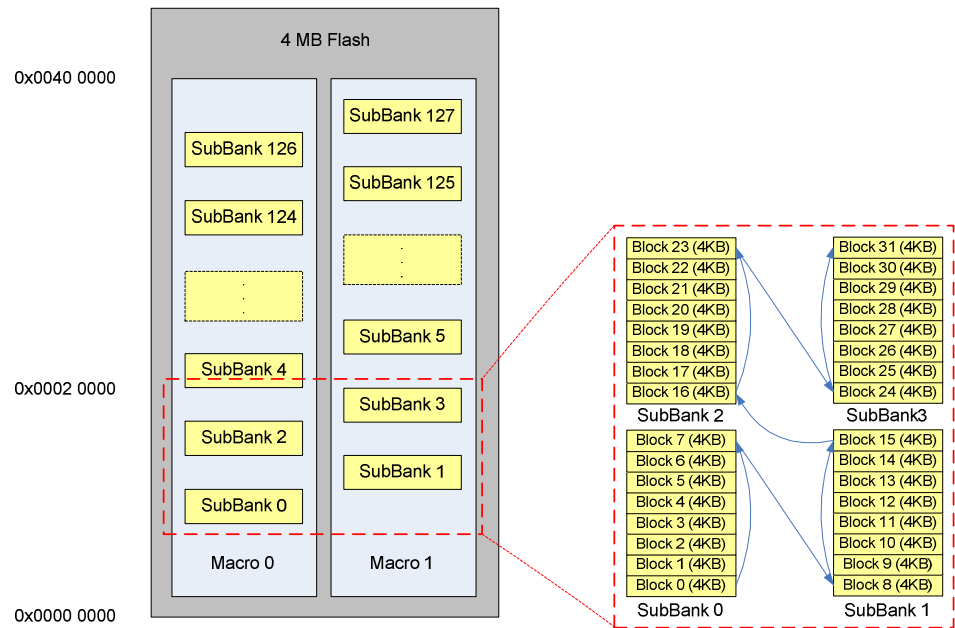 4 MB Flash
0x0040 0000
0x0002 0000
0x0000 0000
SubBank 126
SubBank 124
.
.
.
SubBank 4
SubBank 2
SubBank 0
Macro 0
SubBank 127
SubBank 125
.
.
.
SubBank 5
SubBank 3
SubBank 1
Macro 1
Block 23 (4KB)
Block 22 (4KB)
Block 21 (4KB)
Block 20 (4KB)
Block 19 (4KB)
Block 18 (4KB)
Block 17 (4KB)
Block 16 (4KB)
SubBank 2
Block 31 (4KB)
Block 30 (4KB)
Block 29 (4KB)
Block 28 (4KB)
Block 27 (4KB)
Block 26 (4KB)
Block 25 (4KB)
Block 24 (4KB)
SubBank3
Block 7 (4KB)
Block 6 (4KB)
Block 5 (4KB)
Block 4 (4KB)
Block 3 (4KB)
Block 2 (4KB)
Block 1 (4KB)
Block 0 (4KB)
SubBank 0
Block 15 (4KB)
Block 14 (4KB)
Block 13 (4KB)
Block 12 (4KB)
Block 11 (4KB)
Block 10 (4KB)
Block 9 (4KB)
Block 8 (4KB)
SubBank 1